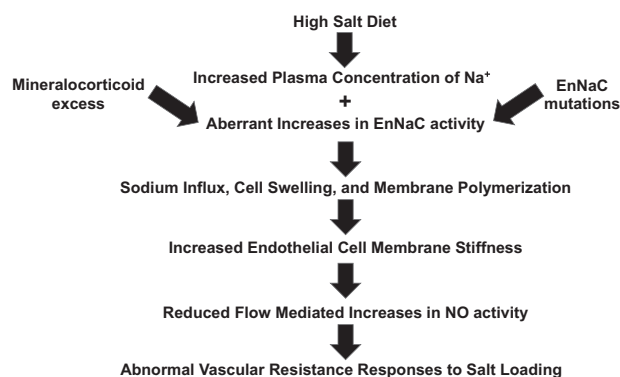 High Salt Diet
Increased Plasma Concentration of Na⁺
Mineralocorticoid
excess
+
EnNaC
mutations
Aberrant Increases in EnNaC activity
Sodium Influx, Cell Swelling, and Membrane Polymerization
Increased Endothelial Cell Membrane Stiffness
Reduced Flow Mediated Increases in NO activity
Abnormal Vascular Resistance Responses to Salt Loading